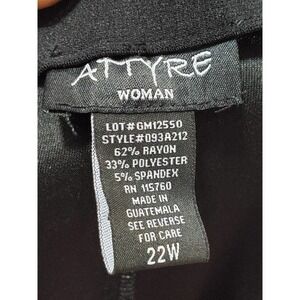 ATTYRE
WOMAN
LOT#GM12550
STYLE#093A212
62% RAYON
33% POLYESTER
5% SPANDEX
RN 115760
MADE IN
GUATEMALA
SEE REVERSE
FOR CARE
22W